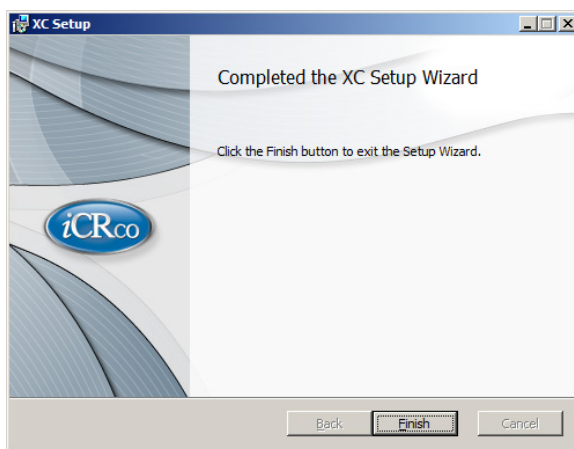 XC Setup
Completed the XC Setup Wizard
Click the Finish button to exit the Setup Wizard.
iCRco
Back
Finish
Cancel